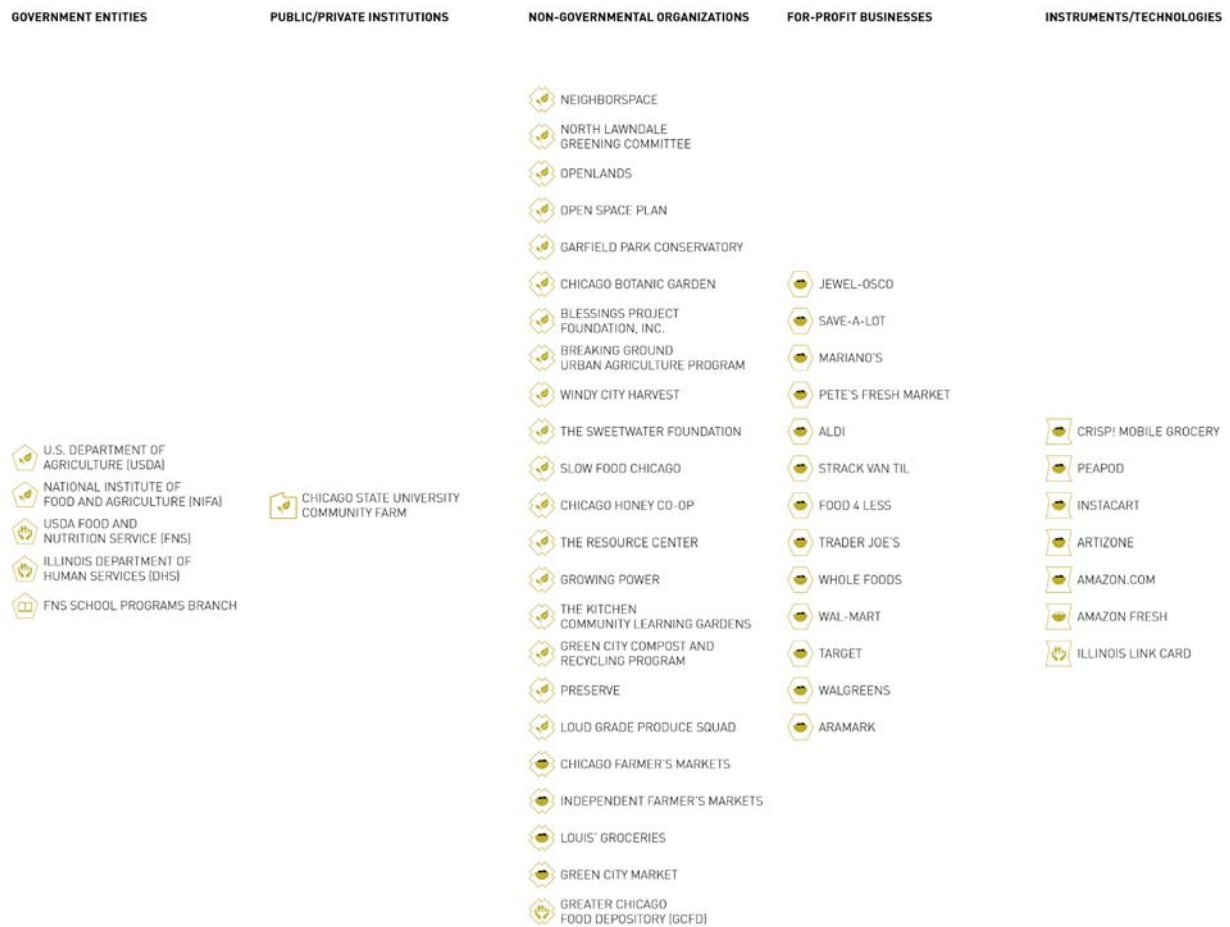 GOVERNMENT ENTITIES
PUBLIC/PRIVATE INSTITUTIONS
NON-GOVERNMENTAL ORGANIZATIONS
FOR-PROFIT BUSINESSES
INSTRUMENTS/TECHNOLOGIES
U.S. DEPARTMENT OF
AGRICULTURE (USDA)
NATIONAL INSTITUTE OF
FOOD AND AGRICULTURE (NIFA)
USDA FOOD AND
NUTRITION SERVICE (FNS)
ILLINOIS DEPARTMENT OF
HUMAN SERVICES (DHS)
FNS SCHOOL PROGRAMS BRANCH
CHICAGO STATE UNIVERSITY
COMMUNITY FARM
NEIGHBORSPACE
NORTH LAWNDALE
GREENING COMMITTEE
OPENLANDS
OPEN SPACE PLAN
GARFIELD PARK CONSERVATORY
CHICAGO BOTANIC GARDEN
BLESSINGS PROJECT
FOUNDATION, INC.
BREAKING GROUND
URBAN AGRICULTURE PROGRAM
WINDY CITY HARVEST
THE SWEETWATER FOUNDATION
SLOW FOOD CHICAGO
CHICAGO HONEY CO-OP
THE RESOURCE CENTER
GROWING POWER
THE KITCHEN
COMMUNITY LEARNING GARDENS
GREEN CITY COMPOST AND
RECYCLING PROGRAM
PRESERVE
LOUD GRADE PRODUCE SQUAD
CHICAGO FARMER'S MARKETS
INDEPENDENT FARMER'S MARKETS
LOUIS' GROCERIES
GREEN CITY MARKET
GREATER CHICAGO
FOOD DEPOSITORY (GCFD)
JEWEL-OSCO
SAVE-A-LOT
MARIANO'S
PETE'S FRESH MARKET
ALDI
STRACK VAN TIL
FOOD 4 LESS
TRADER JOE'S
WHOLE FOODS
WAL-MART
TARGET
WALGREENS
ARAMARK
CRISP! MOBILE GROCERY
PEAPOD
INSTACART
ARTIZONE
AMAZON.COM
AMAZON FRESH
ILLINOIS LINK CARD